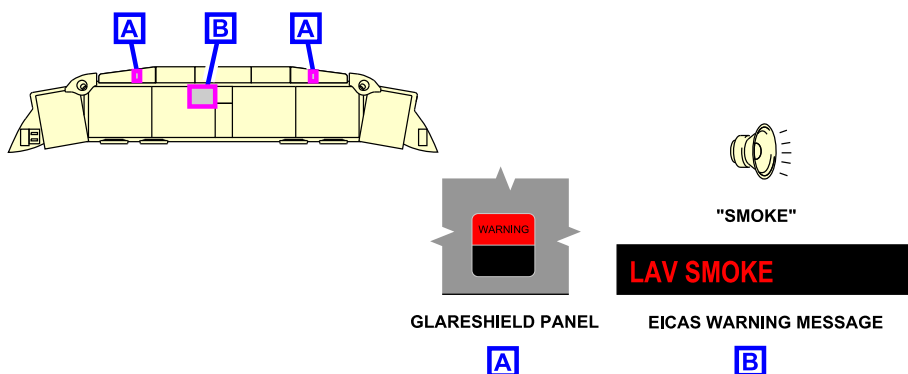 A B A
WARNING
"SMOKE"
LAV SMOKE
GLARESHIELD PANEL
EICAS WARNING MESSAGE
A
B